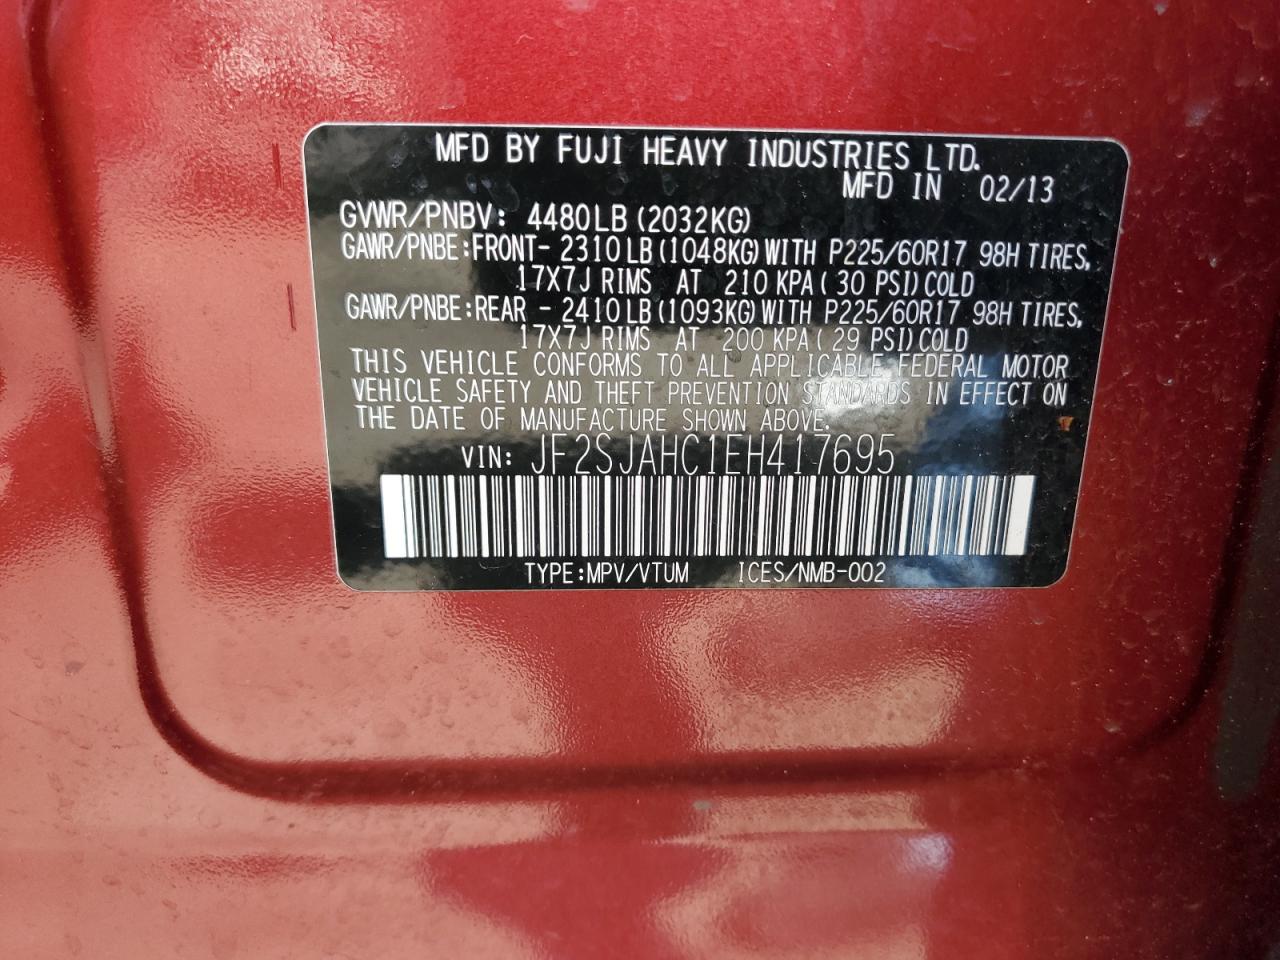 MFD BY FUJI HEAVY INDUSTRIES LTD.
MFD IN 02/13
GVWR/PNBV: 4480LB (2032KG)
GAWR/PNBE:FRONT- 2310LB (1048KG) WITH P225/60R17 98H TIRES,
17X7J RIMS AT 210 KPA ( 30 PSI) COLD
GAWR/PNBE:REAR - 2410LB (1093KG) WITH P225/60R17 98H TIRES,
17X7J RIMS AT 200 KPA ( 29 PSI) COLD
THIS VEHICLE CONFORMS TO ALL APPLICABLE FEDERAL MOTOR
VEHICLE SAFETY AND THEFT PREVENTION STANDARDS IN EFFECT ON
THE DATE OF MANUFACTURE SHOWN ABOVE.
VIN: JF2SJAHC1EH417695
TYPE:MPV/VTUM ICES/NMB-002